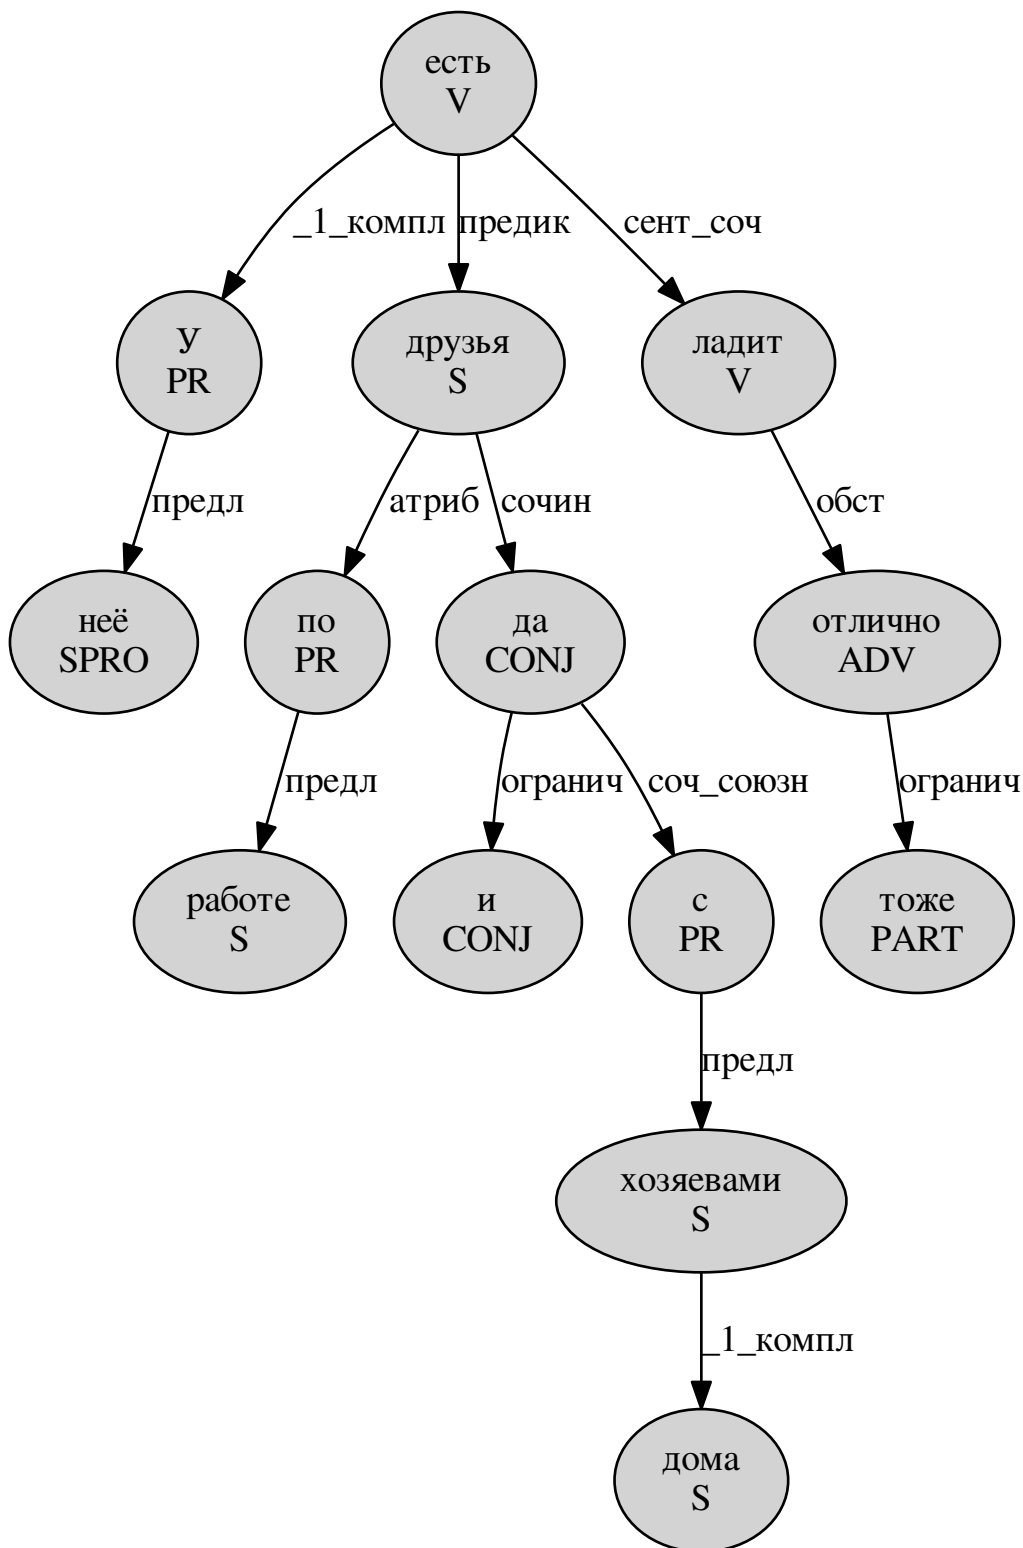 есть
V
_1_компл
предик
сент_соч
У
PR
друзья
S
ладит
V
предл
атриб
сочин
обст
неё
SPRO
по
PR
да
CONJ
отлично
ADV
предл
огранич
соч_союзн
огранич
работе
S
и
CONJ
с
PR
тоже
PART
предл
хозяевами
S
_1_компл
дома
S